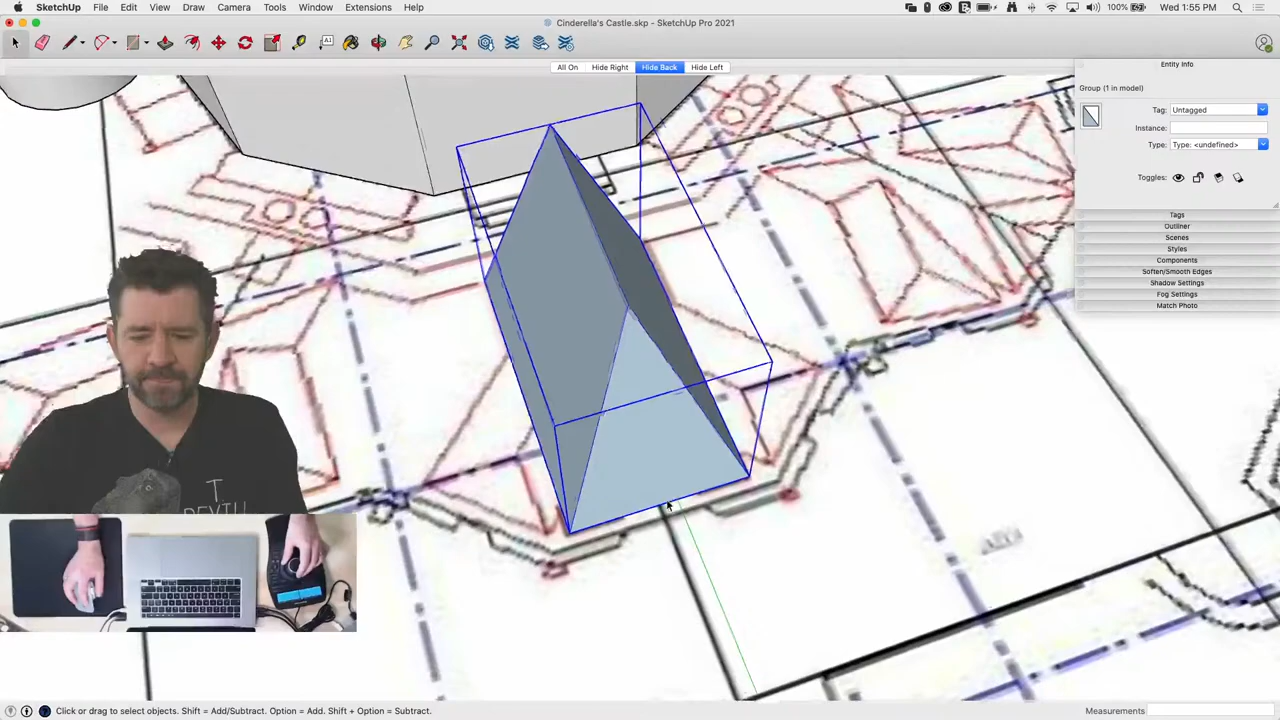 SketchUp File Edit View Draw Camera Tools Window Extensions Help
100% Wed 1:55 PM
Cinderella's Castle.skp - SketchUp Pro 2021
All On Hide Right Hide Back Hide Left
Entity Info
Group (1 in model)
Tag: Untagged
Instance:
Type: Type: <undefined>
Toggles:
Tags
Outliner
Scenes
Styles
Components
Soften/Smooth Edges
Shadow Settings
Fog Settings
Match Photo
Click or drag to select objects. Shift = Add/Subtract. Option = Add. Shift + Option = Subtract.
Measurements